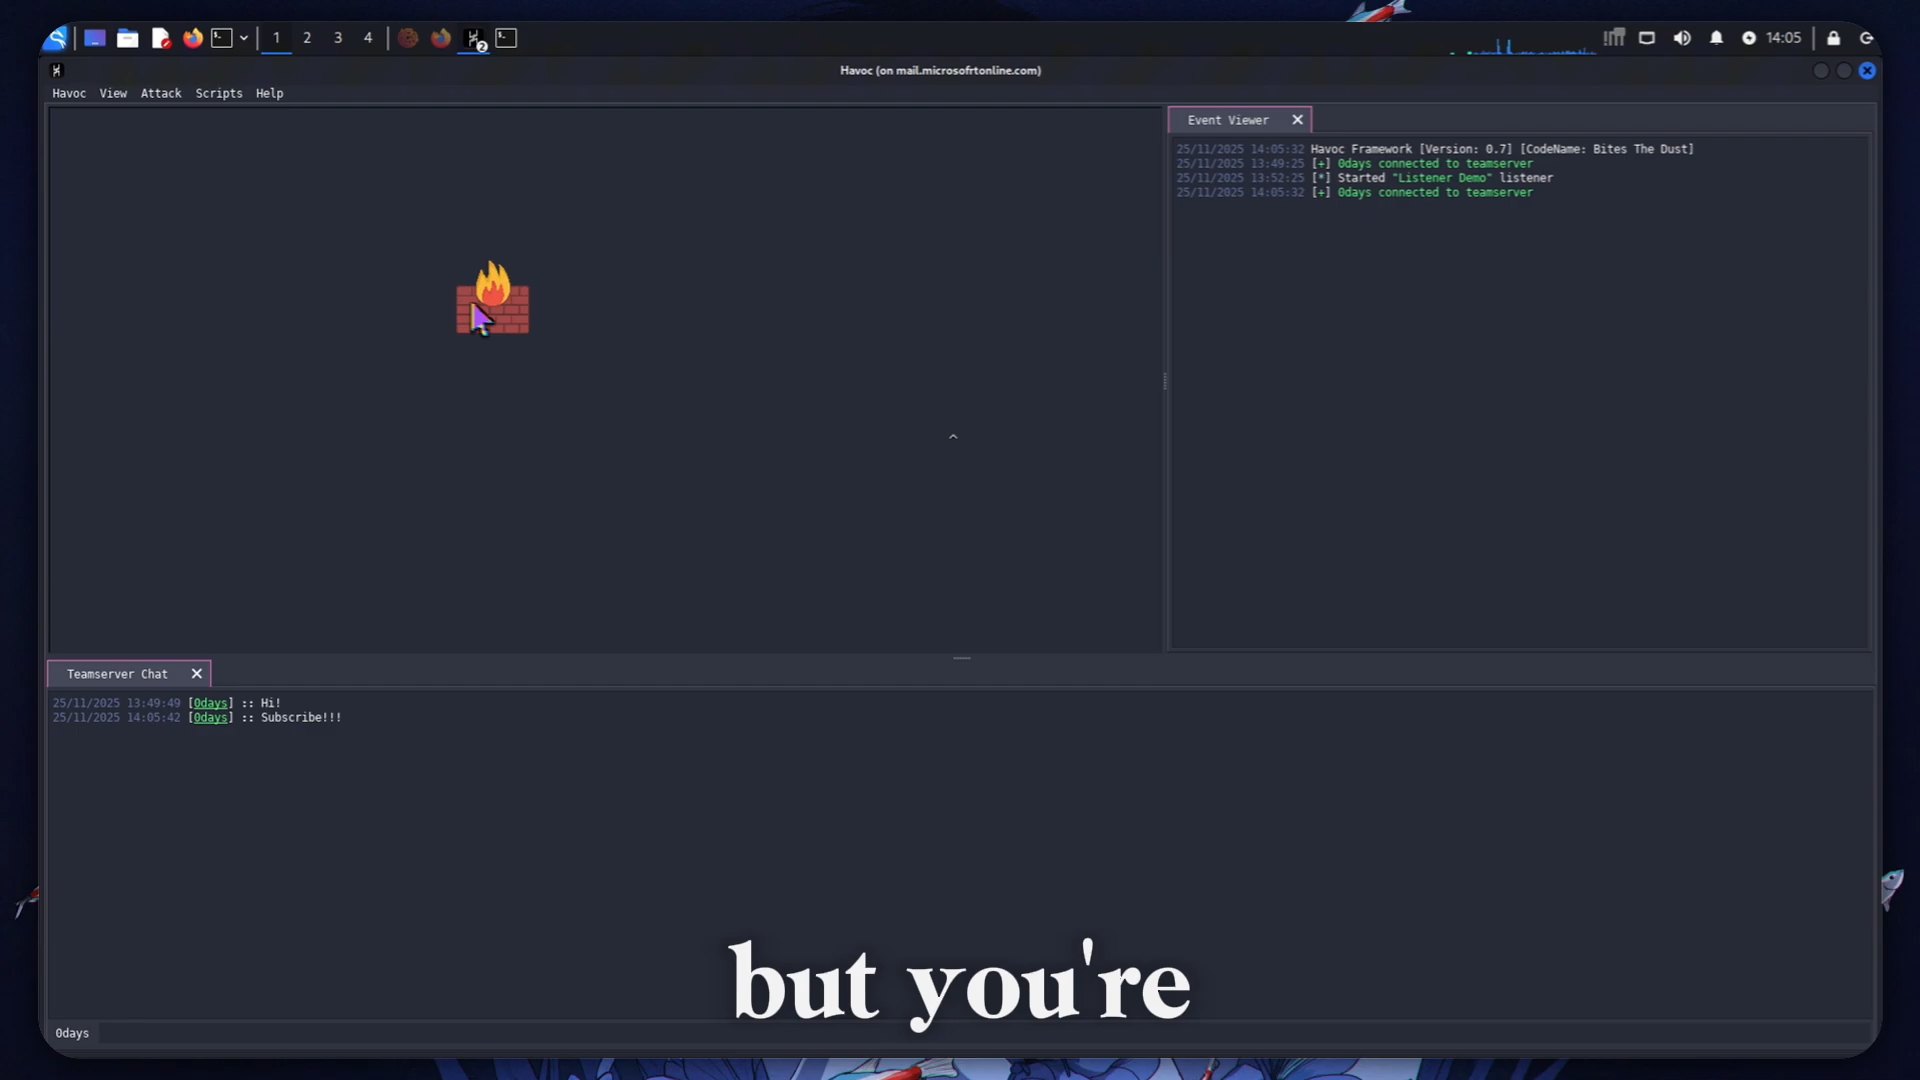 1 2 3 4
2
14:05
Havoc (on mail.microsofrtonline.com)
Havoc View Attack Scripts Help
Event Viewer
25/11/2025 14:05:32 Havoc Framework [Version: 0.7] [CodeName: Bites The Dust]
25/11/2025 13:49:25 [+] 0days connected to teamserver
25/11/2025 13:52:25 [*] Started "Listener Demo" listener
25/11/2025 14:05:32 [+] 0days connected to teamserver
Teamserver Chat
25/11/2025 13:49:49 [0days] :: Hi!
25/11/2025 14:05:42 [0days] :: Subscribe!!!
but you're
0days